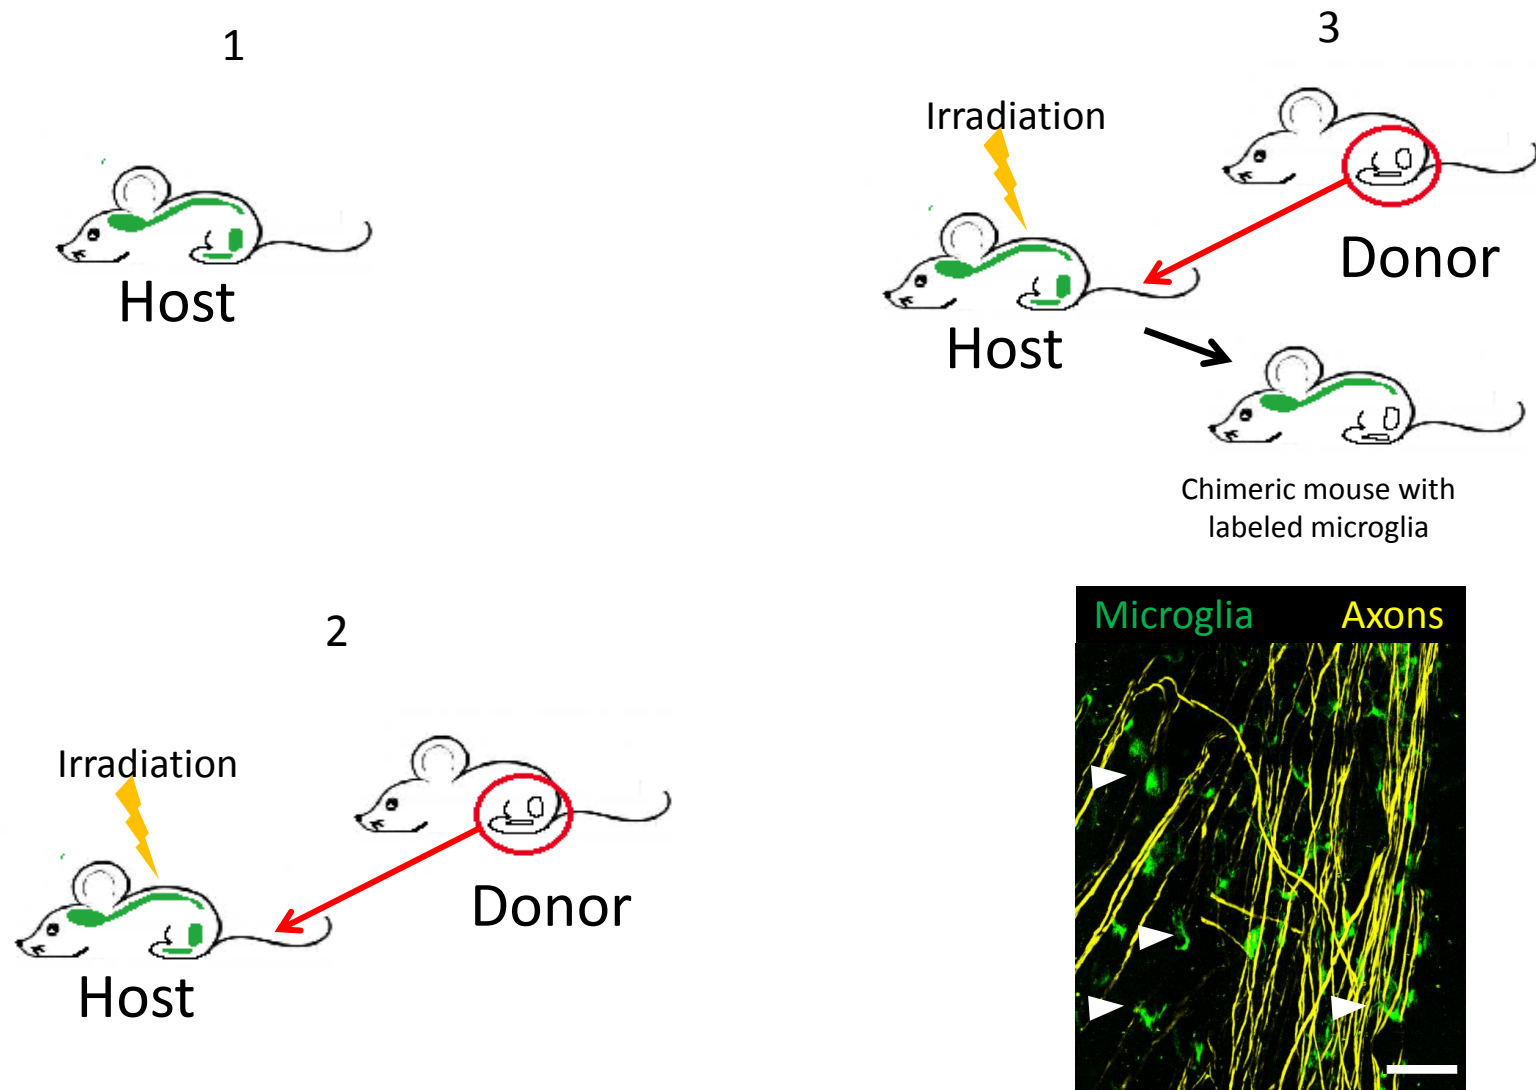 1
Host
2
Irradiation
Donor
Host
3
Irradiation
Donor
Host
Chimeric mouse with
labeled microglia
Microglia Axons